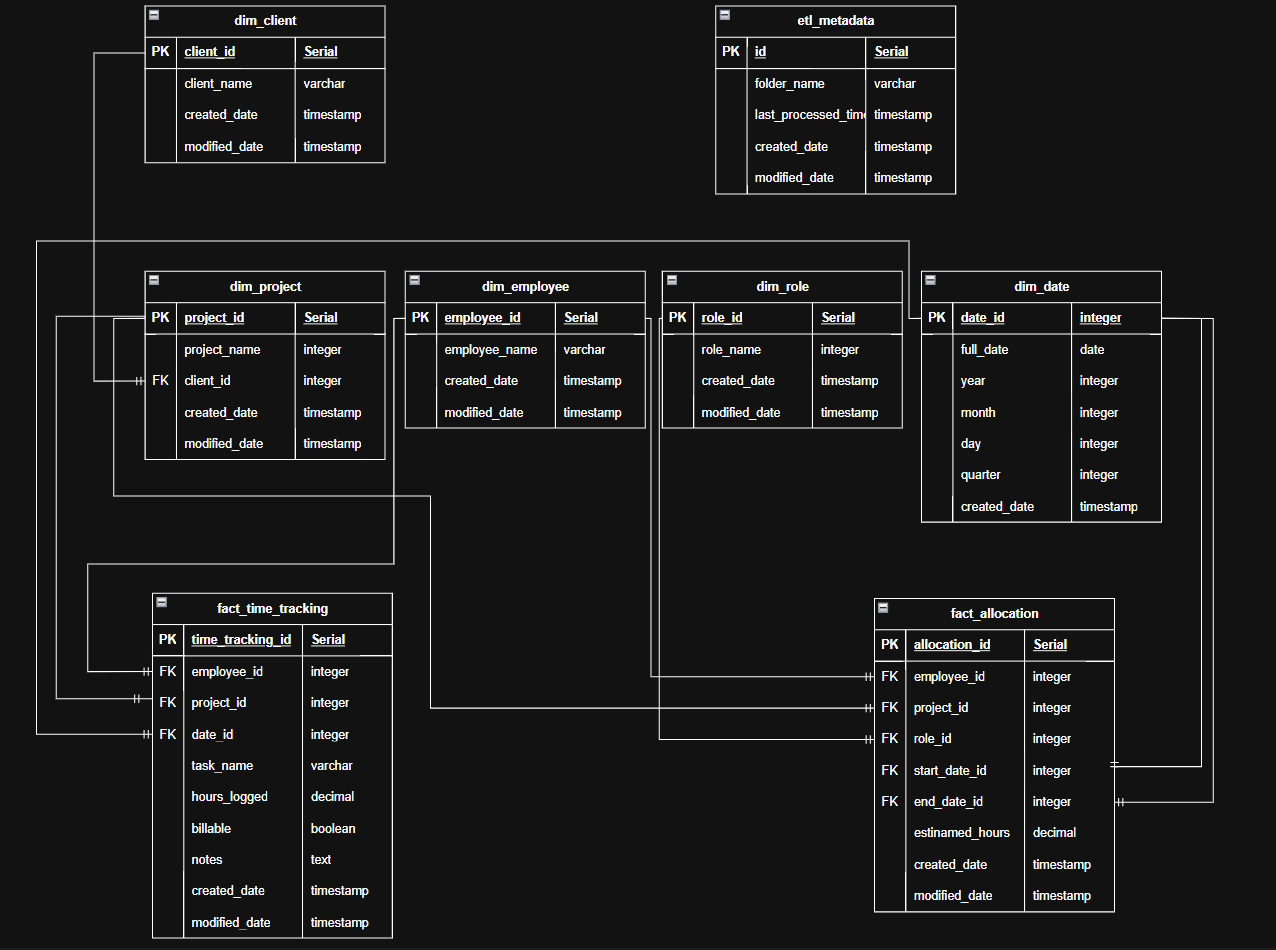 dim_client
PK client_id Serial
client_name varchar
created_date timestamp
modified_date timestamp
etl_metadata
PK id Serial
folder_name varchar
last_processed_time timestamp
created_date timestamp
modified_date timestamp
dim_project
PK project_id Serial
project_name integer
FK client_id integer
created_date timestamp
modified_date timestamp
dim_employee
PK employee_id Serial
employee_name varchar
created_date timestamp
modified_date timestamp
dim_role
PK role_id Serial
role_name integer
created_date timestamp
modified_date timestamp
dim_date
PK date_id integer
full_date date
year integer
month integer
day integer
quarter integer
created_date timestamp
fact_time_tracking
PK time_tracking_id Serial
FK employee_id integer
FK project_id integer
FK date_id integer
task_name varchar
hours_logged decimal
billable boolean
notes text
created_date timestamp
modified_date timestamp
fact_allocation
PK allocation_id Serial
FK employee_id integer
FK project_id integer
FK role_id integer
FK start_date_id integer
FK end_date_id integer
estinamed_hours decimal
created_date timestamp
modified_date timestamp